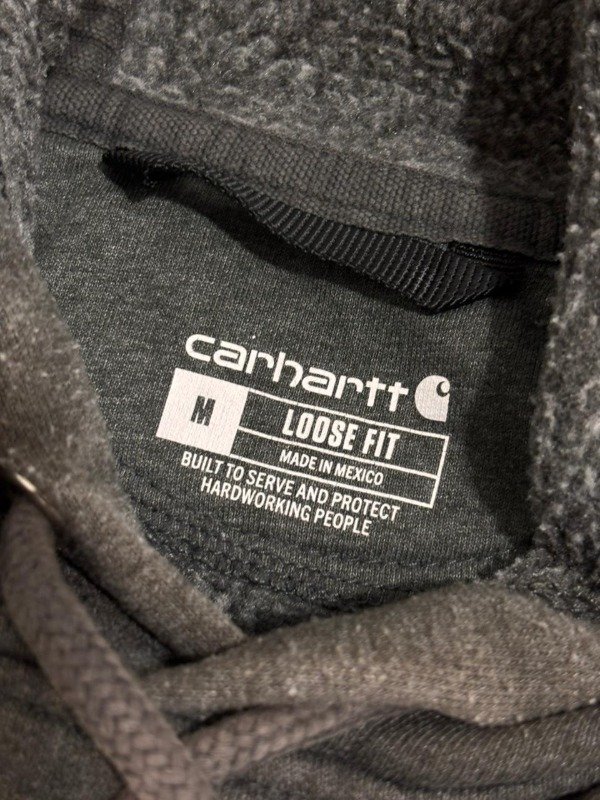 carhartt
M
LOOSE FIT
MADE IN MEXICO
BUILT TO SERVE AND PROTECT
HARDWORKING PEOPLE